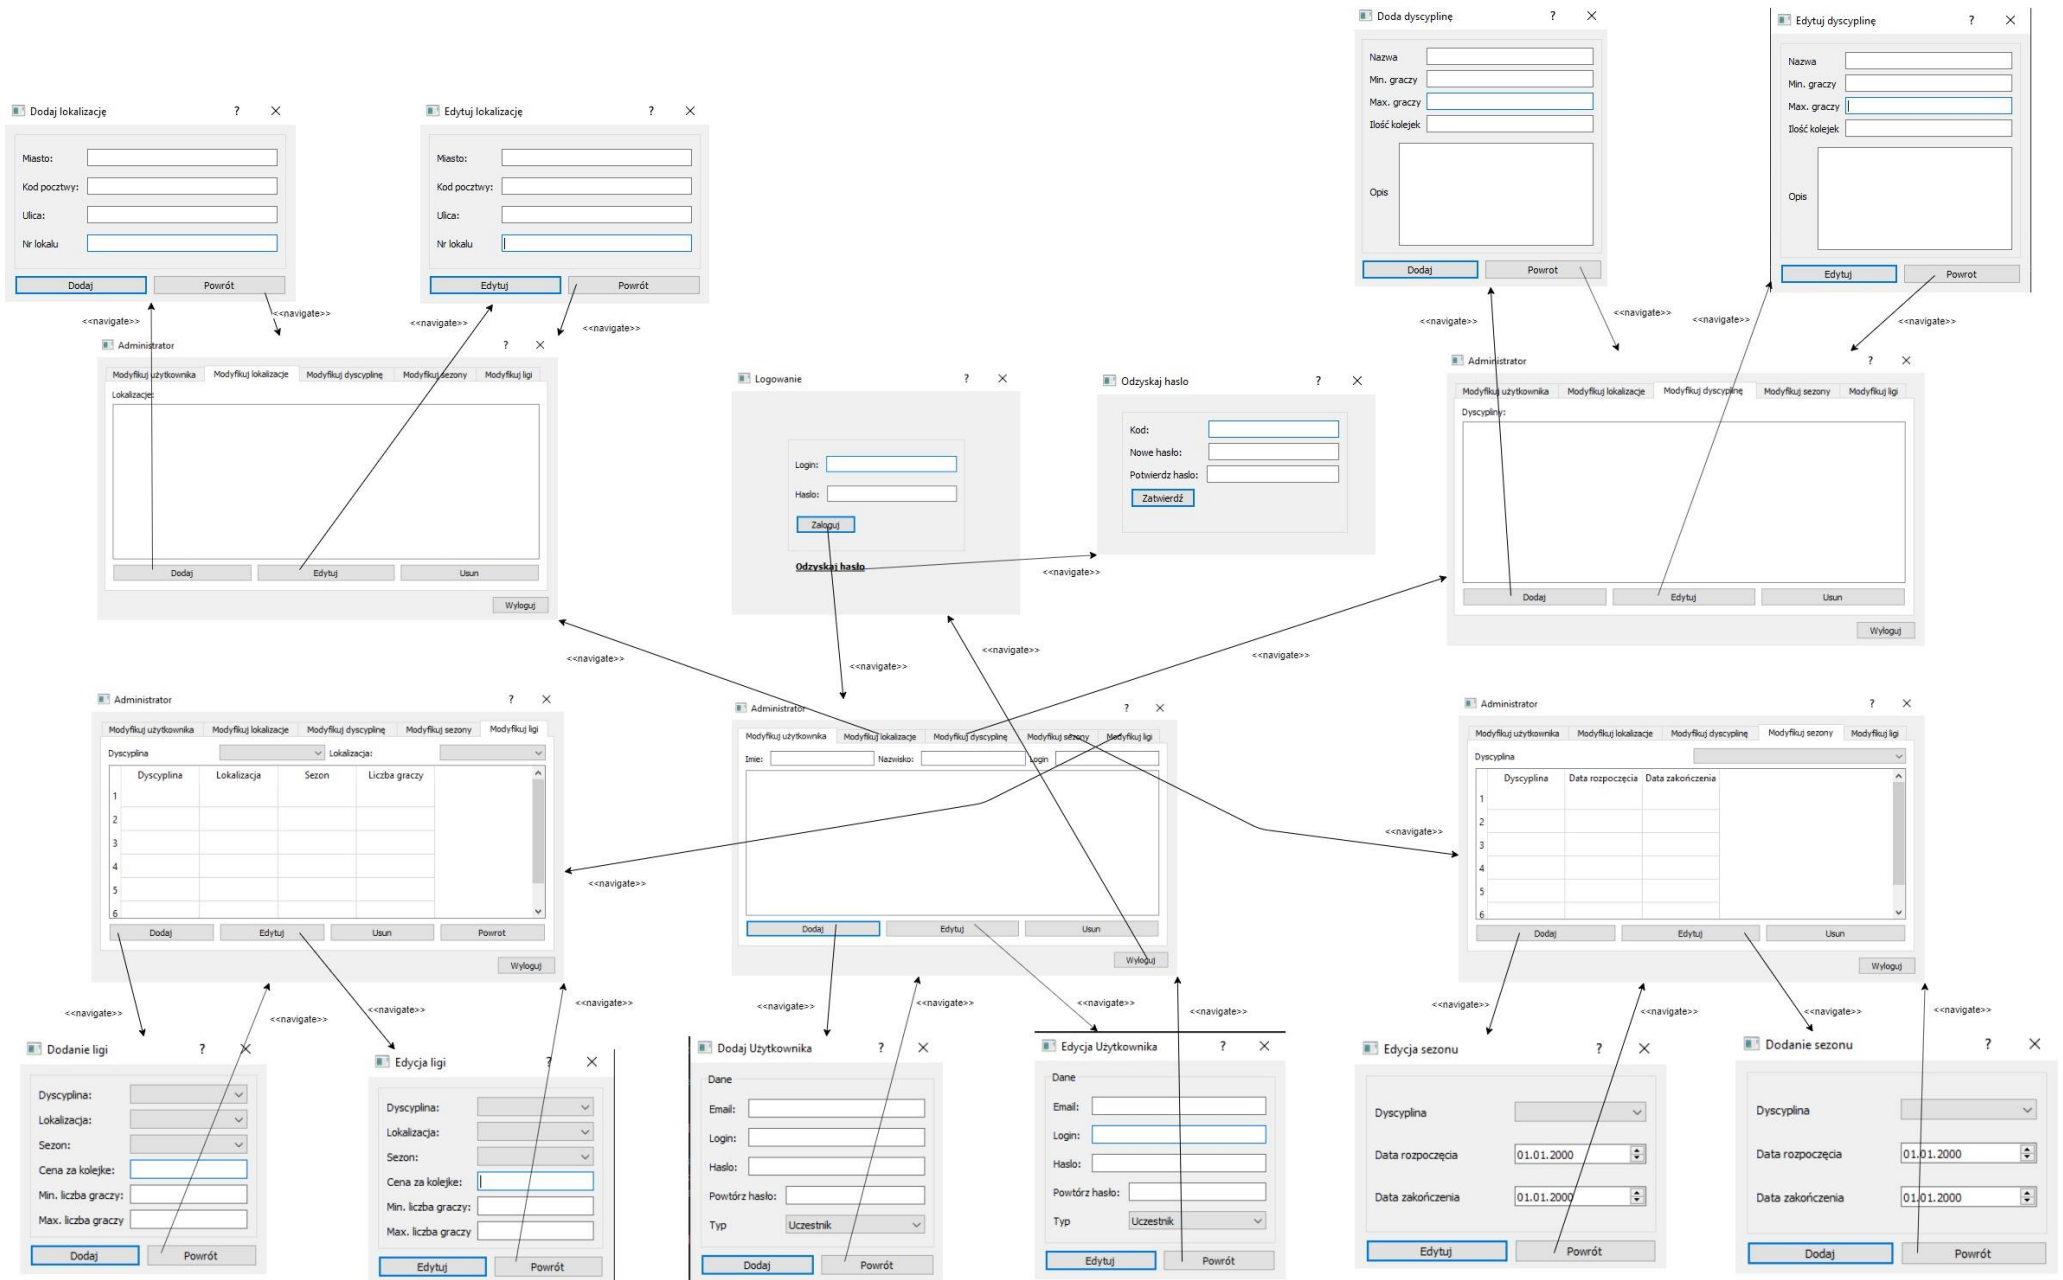 Doda dyscyplinę ? ×
Nazwa
Min. graczy
Max. graczy
Ilość kolejek
Opis
Dodaj Powrot
Edytuj dyscyplinę ? ×
Nazwa
Min. graczy
Max. graczy
Ilość kolejek
Opis
Edytuj Powrot
Dodaj lokalizację ? ×
Miasto:
Kod pocztwy:
Ulica:
Nr lokalu
Dodaj Powrót
Edytuj lokalizację ? ×
Miasto:
Kod pocztwy:
Ulica:
Nr lokalu
Edytuj Powrót
<<navigate>>
<<navigate>>
<<navigate>>
<<navigate>>
<<navigate>>
<<navigate>>
<<navigate>>
<<navigate>>
Administrator ? ×
Modyfikuj użytkownika Modyfikuj lokalizacje Modyfikuj dyscyplinę Modyfikuj sezony Modyfikuj ligi
Lokalizacje:
Dodaj Edytuj Usun
Wyloguj
Logowanie ? ×
Login:
Hasło:
Zaloguj
Odzyskaj hasło
Odzyskaj haslo ? ×
Kod:
Nowe hasło:
Potwierdz hasło:
Zatwierdź
<<navigate>>
Administrator ? ×
Modyfikuj użytkownika Modyfikuj lokalizacje Modyfikuj dyscyplinę Modyfikuj sezony Modyfikuj ligi
Dyscypliny:
Dodaj Edytuj Usun
Wyloguj
<<navigate>>
<<navigate>>
<<navigate>>
<<navigate>>
Administrator ? ×
Modyfikuj użytkownika Modyfikuj lokalizacje Modyfikuj dyscyplinę Modyfikuj sezony Modyfikuj ligi
Dyscyplina Lokalizacja:
Dyscyplina Lokalizacja Sezon Liczba graczy
1
2
3
4
5
6
Dodaj Edytuj Usun Powrot
Wyloguj
<<navigate>>
Administrator ? ×
Modyfikuj użytkownika Modyfikuj lokalizacje Modyfikuj dyscyplinę Modyfikuj sezony Modyfikuj ligi
Imie: Nazwisko: Login
Dodaj Edytuj Usun
Wyloguj
<<navigate>>
Administrator ? ×
Modyfikuj użytkownika Modyfikuj lokalizacje Modyfikuj dyscyplinę Modyfikuj sezony Modyfikuj ligi
Dyscyplina
Dyscyplina Data rozpoczęcia Data zakończenia
1
2
3
4
5
6
Dodaj Edytuj Usun
Wyloguj
<<navigate>>
<<navigate>>
<<navigate>>
<<navigate>>
<<navigate>>
<<navigate>>
<<navigate>>
<<navigate>>
<<navigate>>
<<navigate>>
<<navigate>>
<<navigate>>
Dodanie ligi ? ×
Dyscyplina:
Lokalizacja:
Sezon:
Cena za kolejke:
Min. liczba graczy:
Max. liczba graczy
Dodaj Powrót
Edycja ligi ? ×
Dyscyplina:
Lokalizacja:
Sezon:
Cena za kolejke:
Min. liczba graczy:
Max. liczba graczy
Edytuj Powrót
Dodaj Użytkownika ? ×
Dane
Email:
Login:
Hasło:
Powtórz hasło:
Typ Uczestnik
Dodaj Powrót
Edycja Użytkownika ? ×
Dane
Email:
Login:
Hasło:
Powtórz hasło:
Typ Uczestnik
Edytuj Powrót
Edycja sezonu ? ×
Dyscyplina
Data rozpoczęcia 01.01.2000
Data zakończenia 01.01.2000
Edytuj Powrót
Dodanie sezonu ? ×
Dyscyplina
Data rozpoczęcia 01.01.2000
Data zakończenia 01.01.2000
Dodaj Powrót